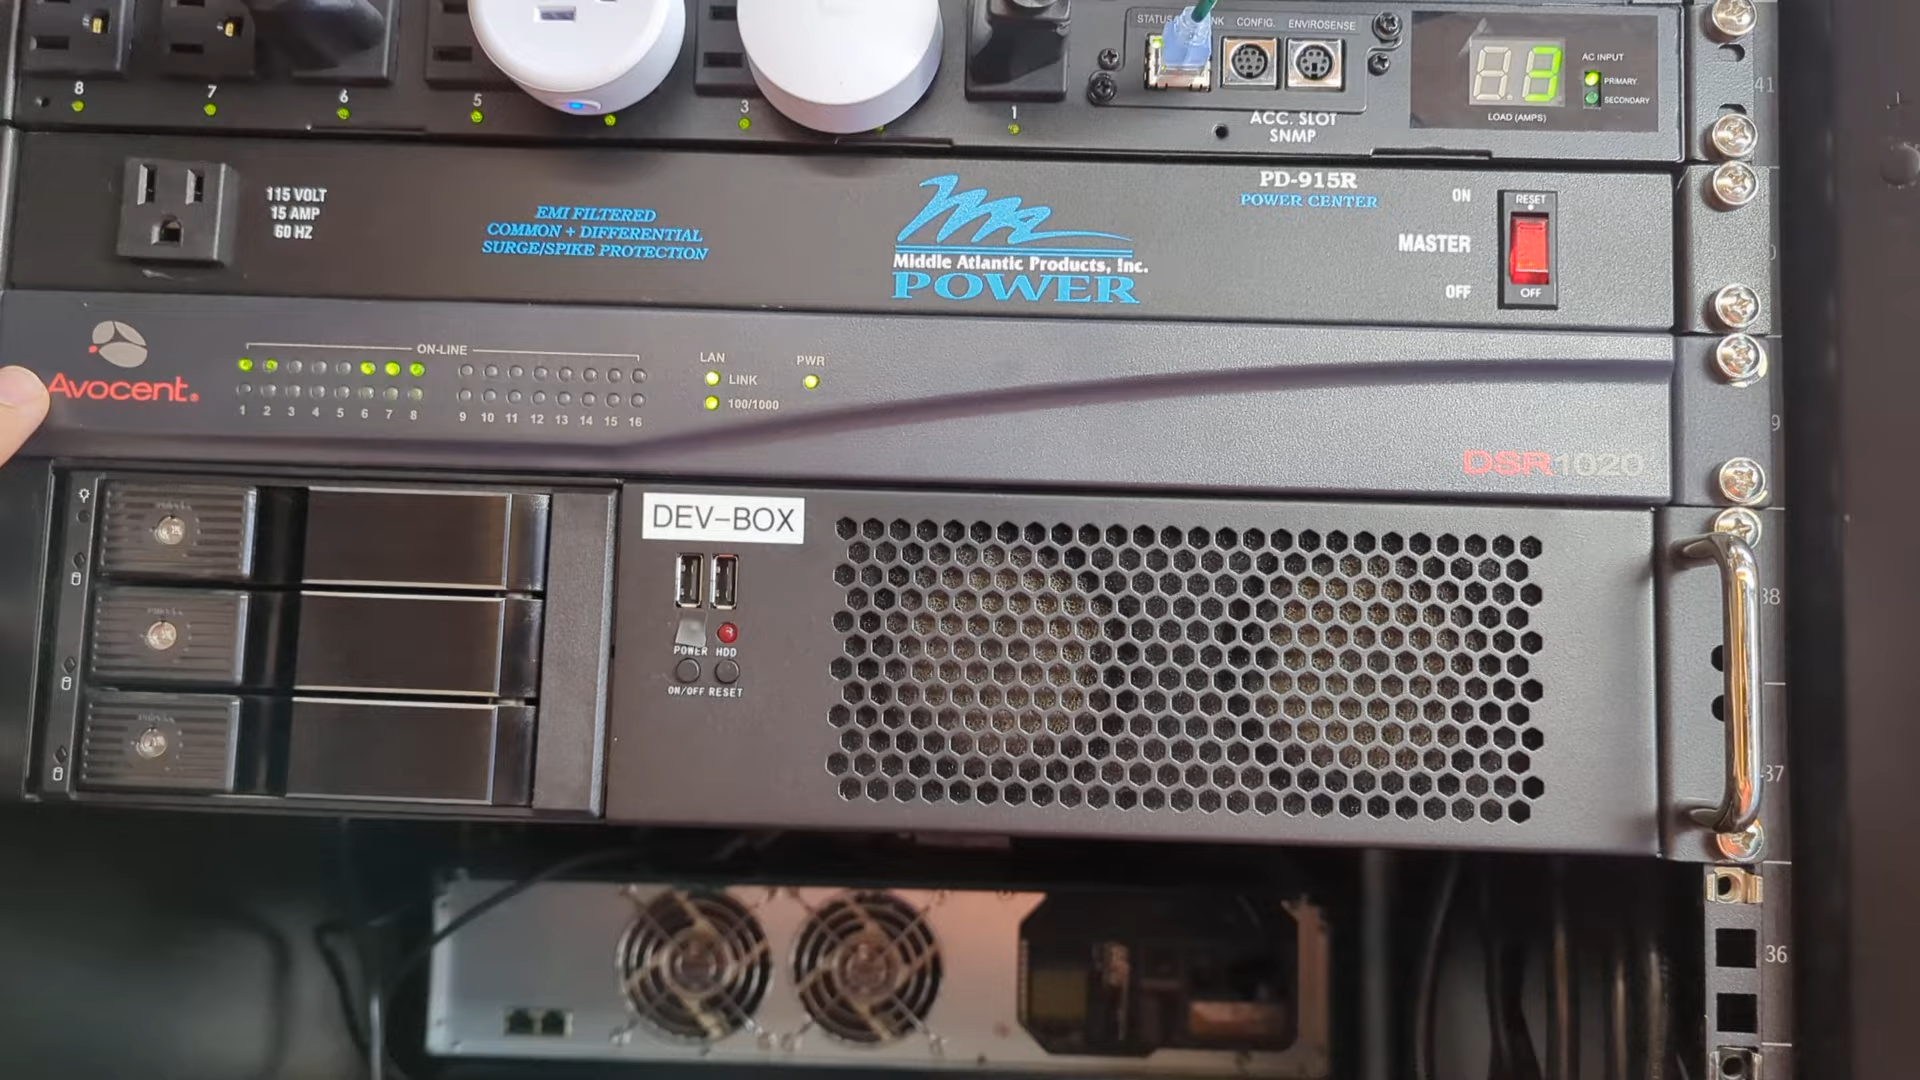 STATUS
CONFIG.
ENVIROSENSE
AC INPUT
PRIMARY
SECONDARY
LOAD (AMPS)
3
8
7
6
5
3
1
ACC. SLOT
SNMP
41
115 VOLT
15 AMP
60 HZ
EMI FILTERED
COMMON + DIFFERENTIAL
SURGE/SPIKE PROTECTION
Middle Atlantic Products, Inc.
POWER
PD-915R
POWER CENTER
ON
MASTER
OFF
RESET
OFF
Avocent.
ON-LINE
1 2 3 4 5 6 7 8 9 10 11 12 13 14 15 16
LAN
LINK
100/1000
PWR
DSR1020
DEV-BOX
POWER HDD
ON/OFF RESET
38
37
36